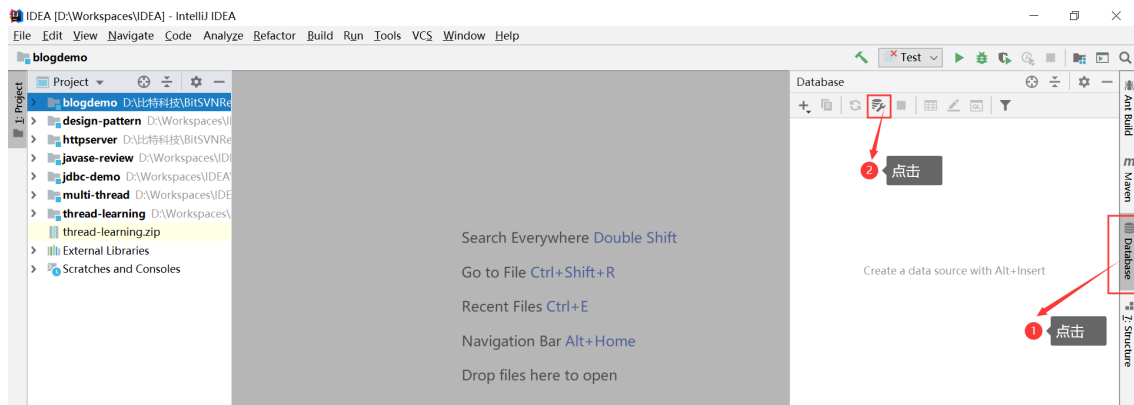 IDEA [D:\Workspaces\IDEA] - IntelliJ IDEA
File Edit View Navigate Code Analyze Refactor Build Run Tools VCS Window Help
blogdemo
Test
Project
blogdemo D:\比特科技\BitSVNRe
design-pattern D:\Workspaces\I
httpserver D:\比特科技\BitSVNRe
javase-review D:\Workspaces\IDE
jdbc-demo D:\Workspaces\IDEA
multi-thread D:\Workspaces\IDE
thread-learning D:\Workspaces\
thread-learning.zip
External Libraries
Scratches and Consoles
1: Project
Search Everywhere Double Shift
Go to File Ctrl+Shift+R
Recent Files Ctrl+E
Navigation Bar Alt+Home
Drop files here to open
Database
QL
2 点击
Create a data source with Alt+Insert
1 点击
Ant Build
m Maven
Database
7: Structure